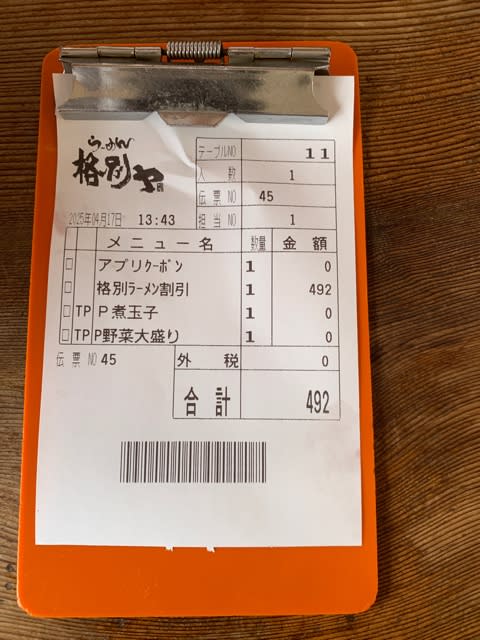 らーめん
格別や
テーブルNO 11
人数 1
伝票NO 45
2025年04月17日 13:43 担当NO 1
メニュー名 数量 金額
アプリクーポン 1 0
格別ラーメン割引 1 492
TP P煮玉子 1 0
TP P野菜大盛り 1 0
伝票NO 45 外税 0
合計 492